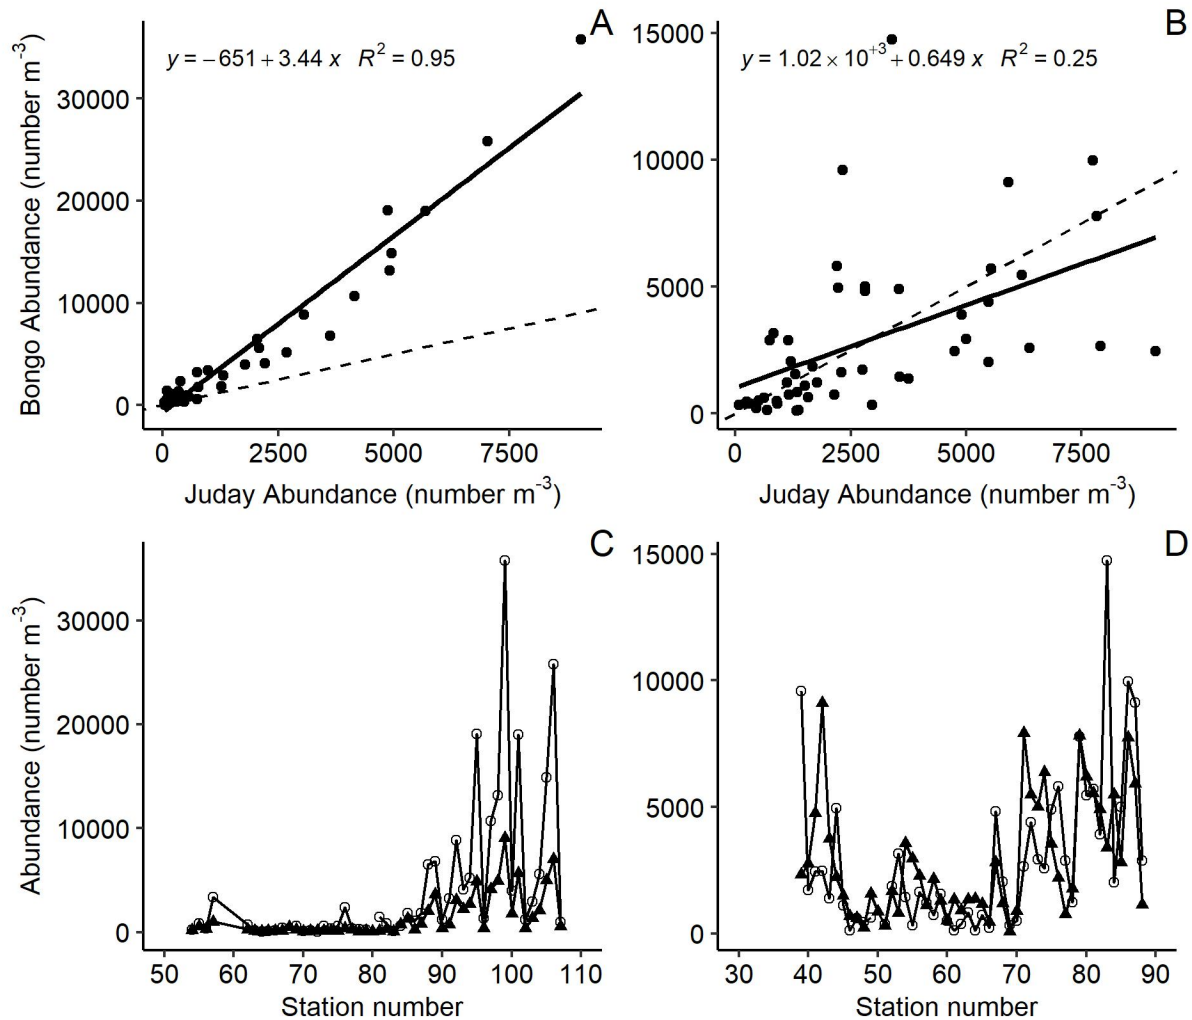 A
y = −651 + 3.44 x R² = 0.95
Bongo Abundance (number m⁻³)
30000
20000
10000
0
0 2500 5000 7500
Juday Abundance (number m⁻³)
B
y = 1.02 × 10⁺³ + 0.649 x R² = 0.25
15000
10000
5000
0
0 2500 5000 7500
Juday Abundance (number m⁻³)
C
Abundance (number m⁻³)
30000
20000
10000
0
50 60 70 80 90 100 110
Station number
D
15000
10000
5000
0
30 40 50 60 70 80 90
Station number